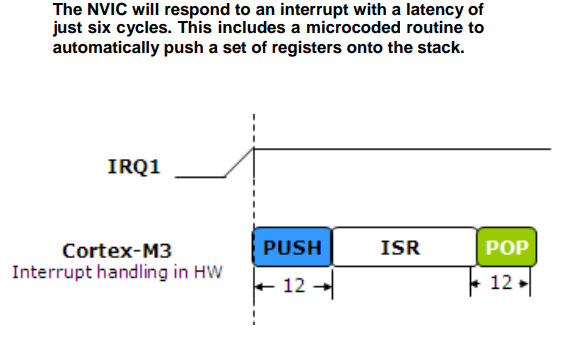 The NVIC will respond to an interrupt with a latency of
just six cycles. This includes a microcoded routine to
automatically push a set of registers onto the stack.
IRQ1
Cortex-M3
Interrupt handling in HW
PUSH
ISR
POP
12
12